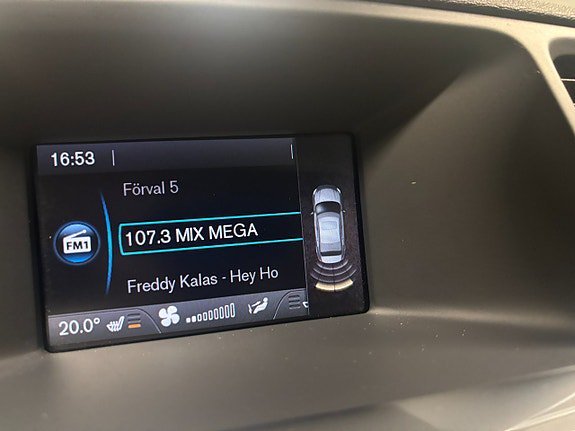 16:53
Förval 5
FM1
107.3 MIX MEGA
Freddy Kalas - Hey Ho
20.0°